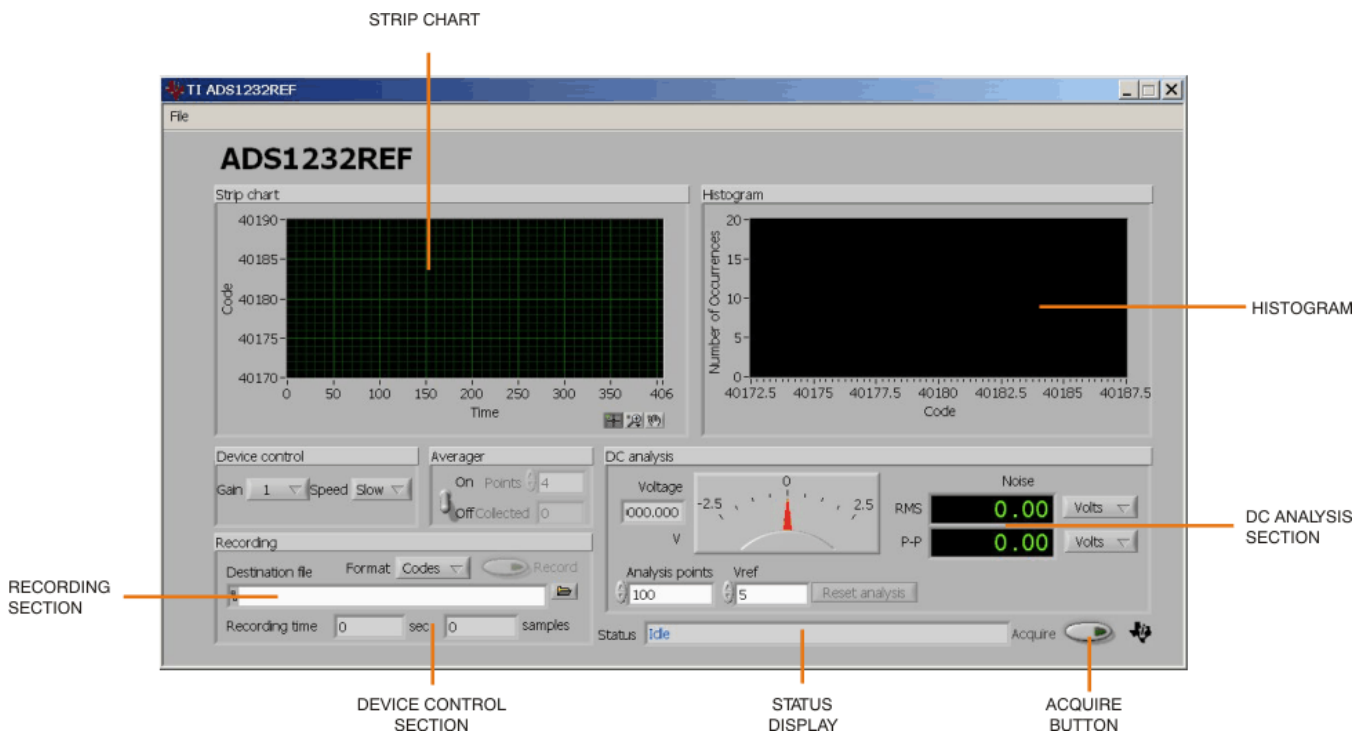 STRIP CHART
TI ADS1232REF
File
ADS1232REF
Strip chart
40190
40185
40180
40175
40170
Code
0 50 100 150 200 250 300 350 406
Time
Histogram
20
15
10
5
0
Number of Occurrences
40172.5 40175 40177.5 40180 40182.5 40185 40187.5
Code
HISTOGRAM
Device control
Gain 1 Speed Slow
Averager
On Points 4
Off Collected 0
DC analysis
Voltage
000.000
V
-2.5 0 2.5
Noise
RMS 0.00 Volts
P-P 0.00 Volts
Analysis points Vref
100 5 Reset analysis
DC ANALYSIS
SECTION
Recording
Destination file Format Codes Record
Recording time 0 sec 0 samples
RECORDING
SECTION
Status Idle Acquire
DEVICE CONTROL
SECTION
STATUS
DISPLAY
ACQUIRE
BUTTON